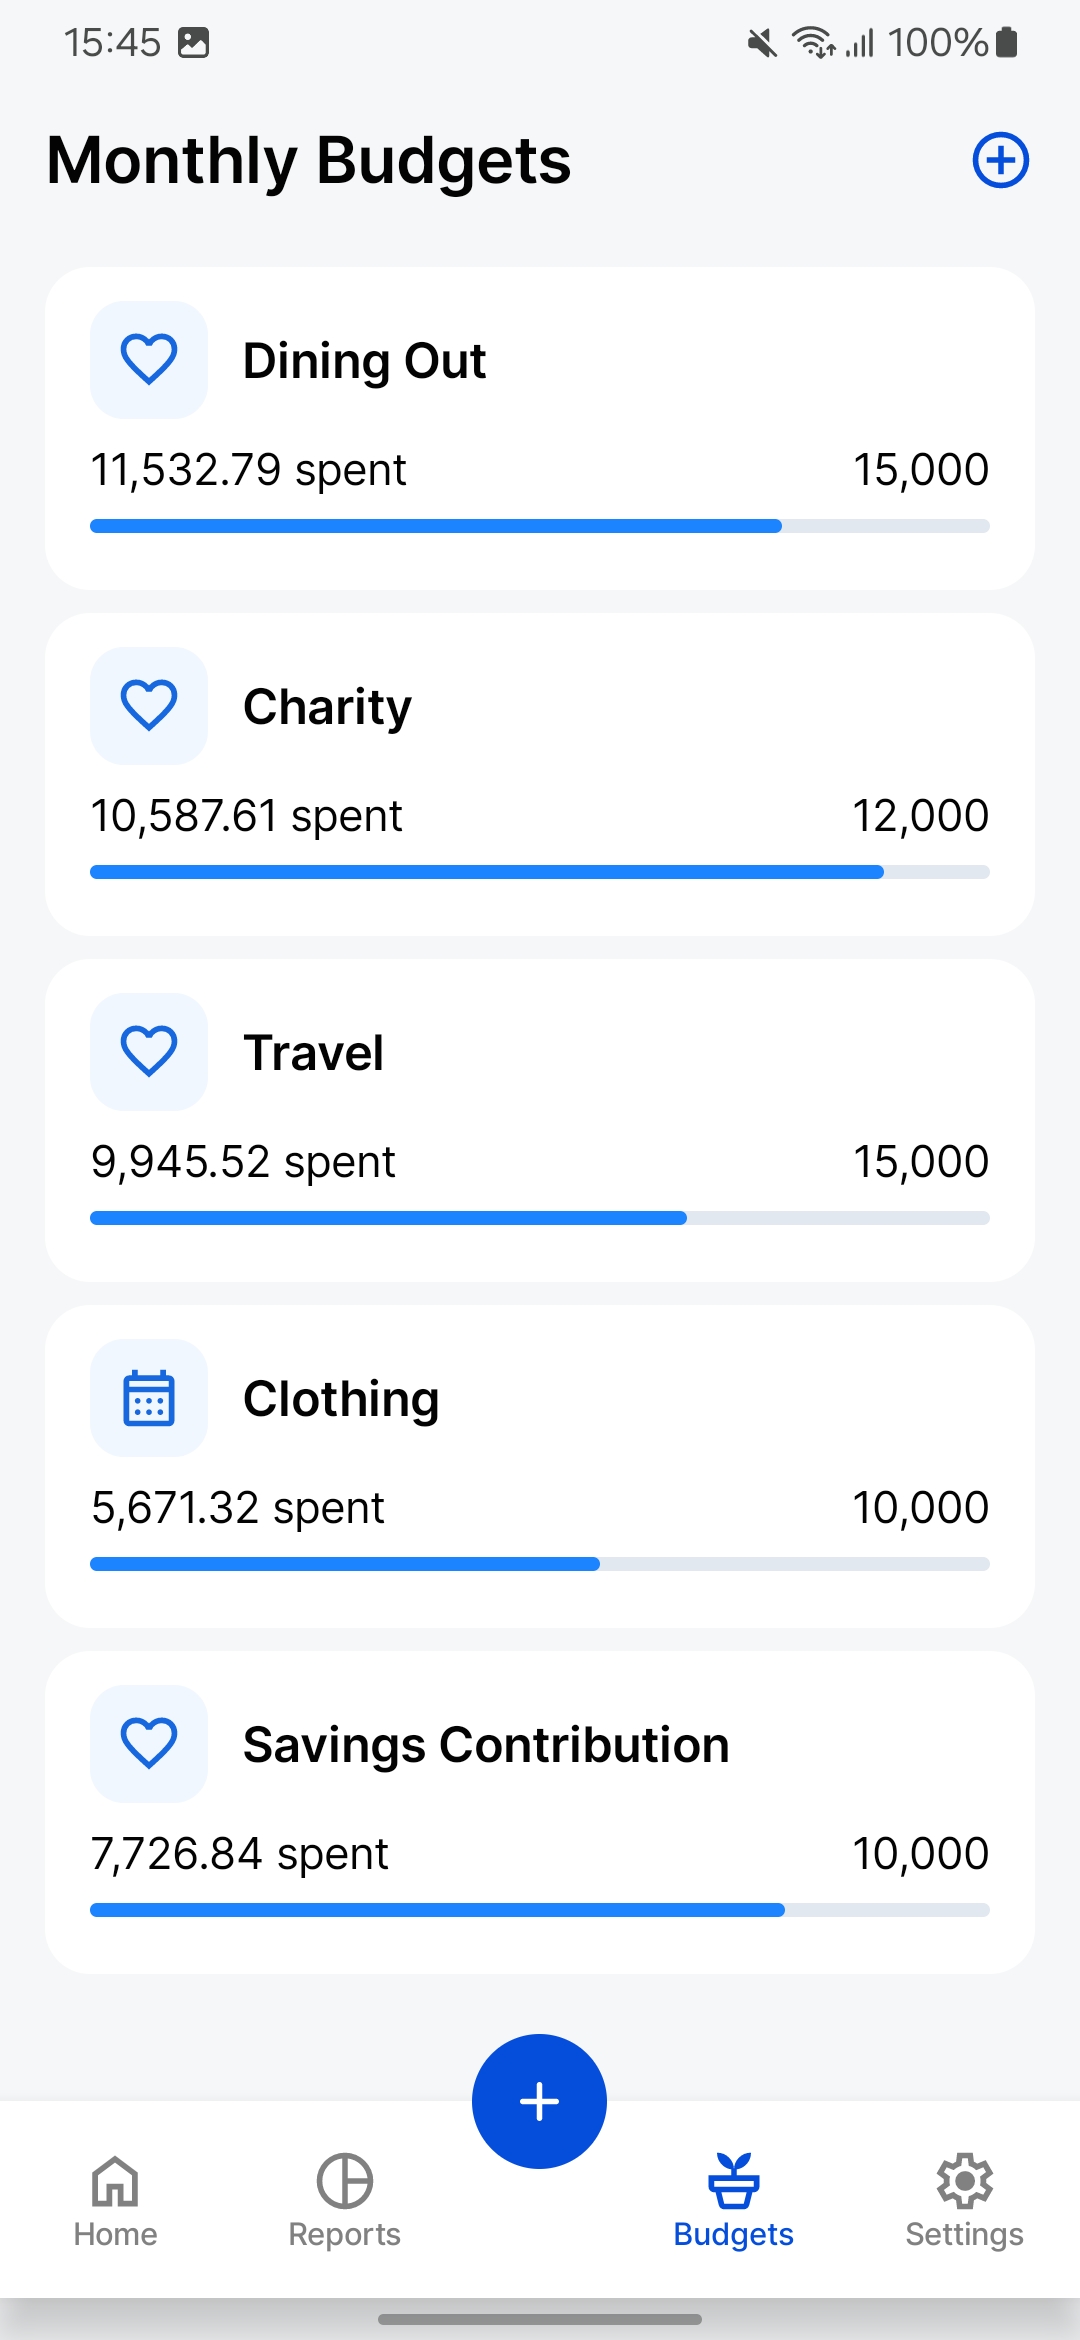 15:45 100%
Monthly Budgets
Dining Out
11,532.79 spent 15,000
Charity
10,587.61 spent 12,000
Travel
9,945.52 spent 15,000
Clothing
5,671.32 spent 10,000
Savings Contribution
7,726.84 spent 10,000
Home Reports Budgets Settings